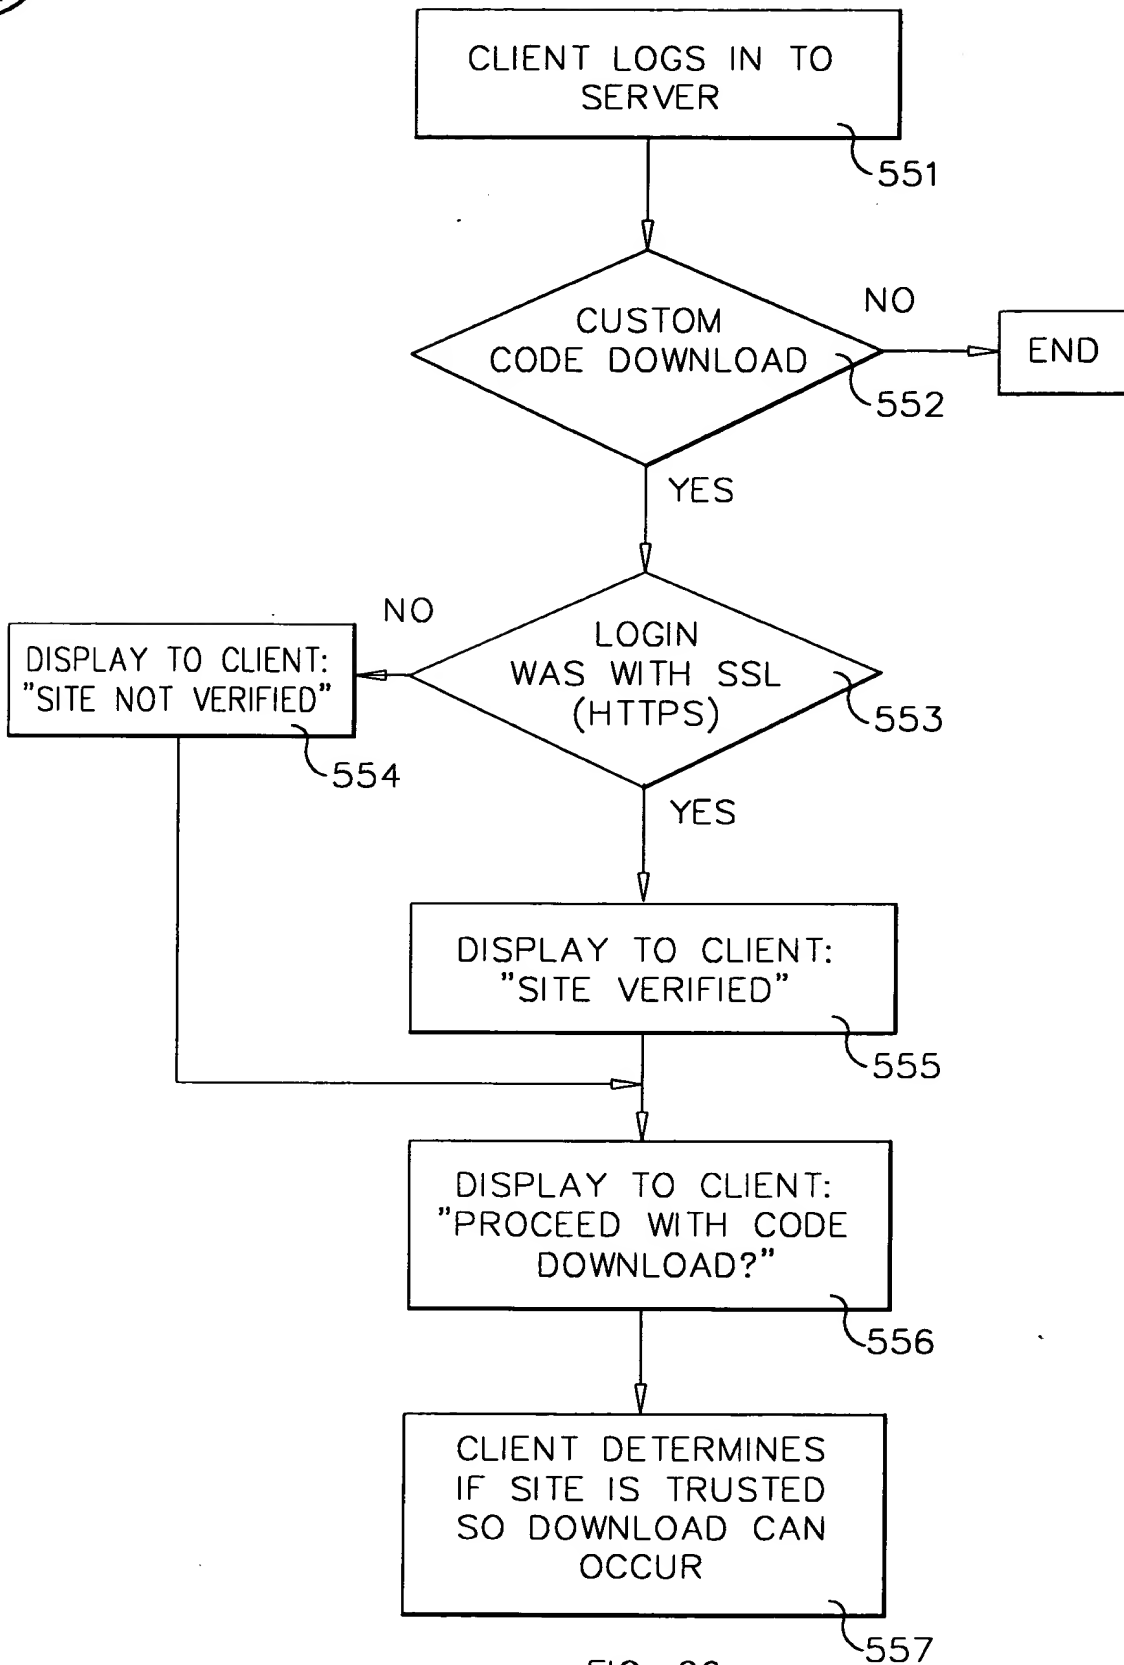 CLIENT LOGS IN TO
SERVER
551
NO
CUSTOM
CODE DOWNLOAD
END
552
YES
NO
LOGIN
WAS WITH SSL
(HTTPS)
DISPLAY TO CLIENT:
"SITE NOT VERIFIED"
553
554
YES
DISPLAY TO CLIENT:
"SITE VERIFIED"
555
DISPLAY TO CLIENT:
"PROCEED WITH CODE
DOWNLOAD?"
556
CLIENT DETERMINES
IF SITE IS TRUSTED
SO DOWNLOAD CAN
OCCUR
557